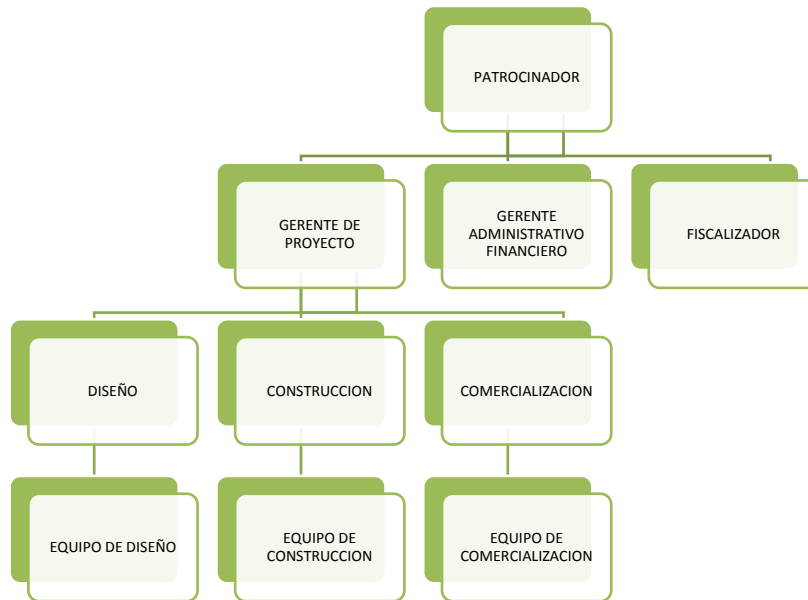 PATROCINADOR
GERENTE DE
PROYECTO
GERENTE
ADMINISTRATIVO
FINANCIERO
FISCALIZADOR
DISEÑO
CONSTRUCCION
COMERCIALIZACION
EQUIPO DE DISEÑO
EQUIPO DE
CONSTRUCCION
EQUIPO DE
COMERCIALIZACION